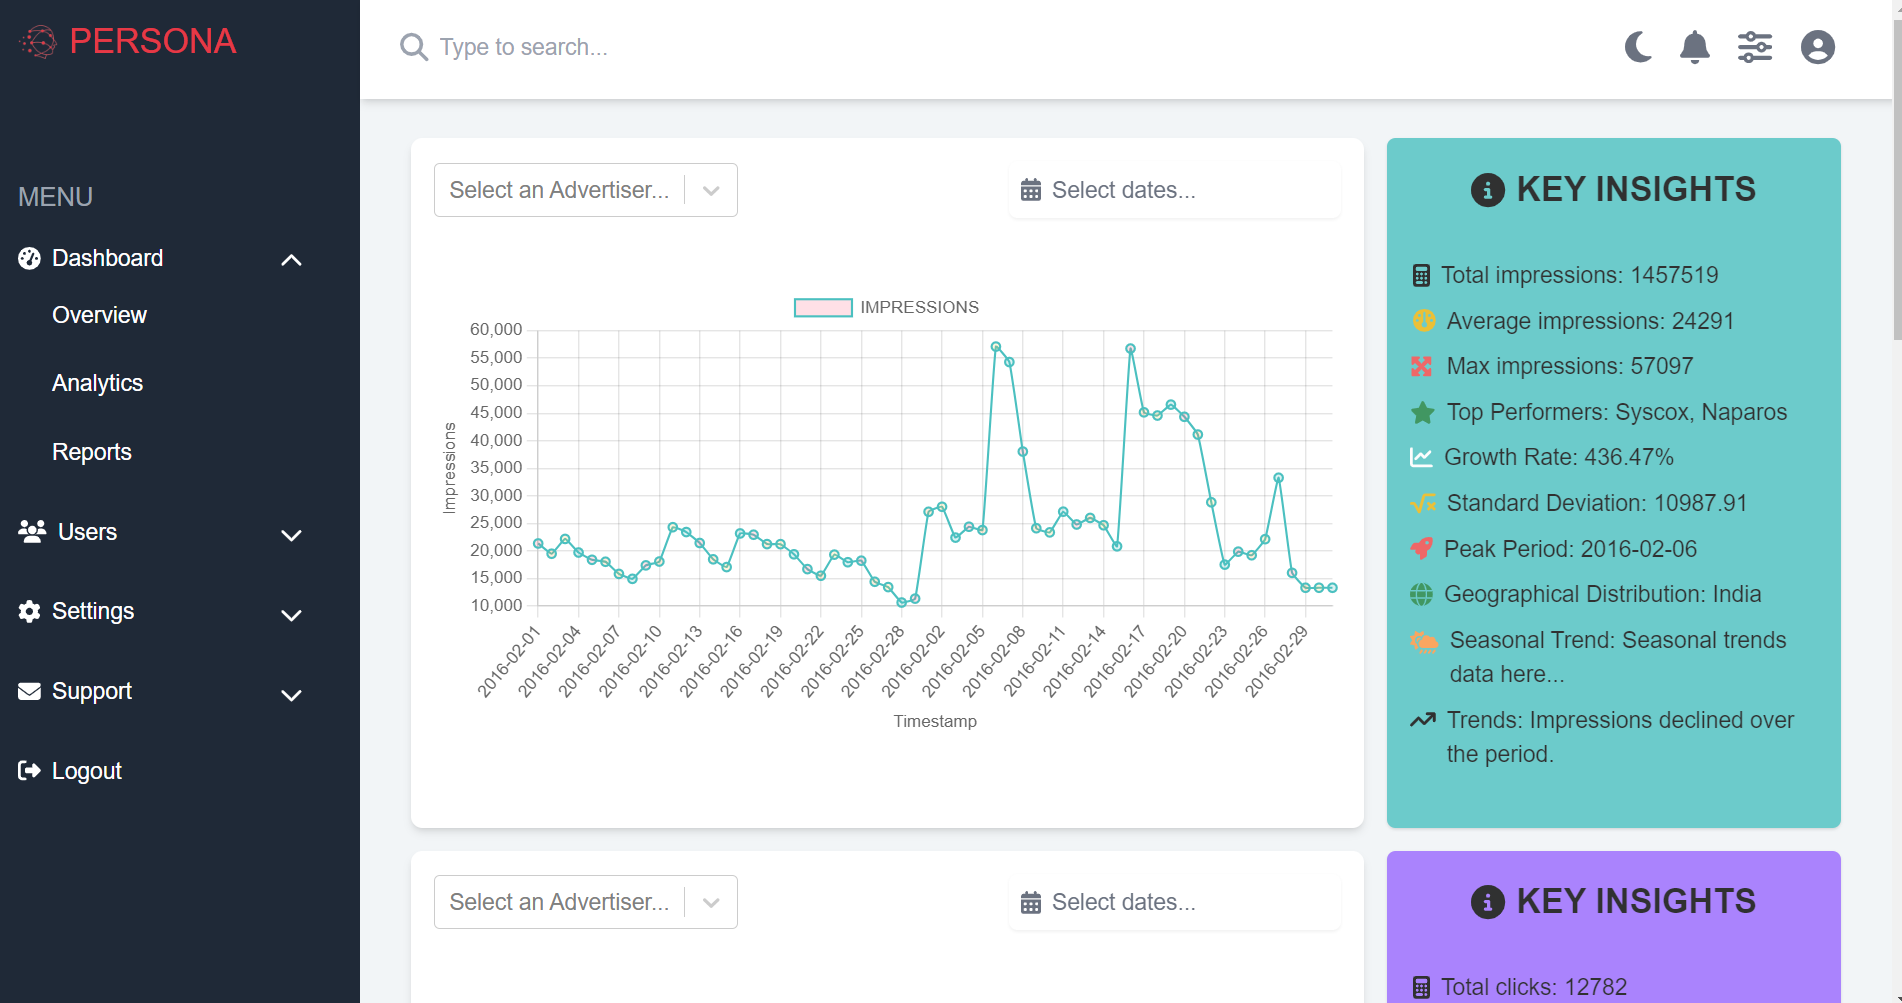 PERSONA
Type to search...
MENU
Dashboard
Overview
Analytics
Reports
Users
Settings
Support
Logout
Select an Advertiser...
Select dates...
IMPRESSIONS
60,000
55,000
50,000
45,000
40,000
35,000
30,000
25,000
20,000
15,000
10,000
Impressions
2016-02-01
2016-02-04
2016-02-07
2016-02-10
2016-02-13
2016-02-16
2016-02-19
2016-02-22
2016-02-25
2016-02-28
2016-02-02
2016-02-05
2016-02-08
2016-02-11
2016-02-14
2016-02-17
2016-02-20
2016-02-23
2016-02-26
2016-02-29
Timestamp
KEY INSIGHTS
Total impressions: 1457519
Average impressions: 24291
Max impressions: 57097
Top Performers: Syscox, Naparos
Growth Rate: 436.47%
Standard Deviation: 10987.91
Peak Period: 2016-02-06
Geographical Distribution: India
Seasonal Trend: Seasonal trends
data here...
Trends: Impressions declined over
the period.
Select an Advertiser...
Select dates...
KEY INSIGHTS
Total clicks: 12782